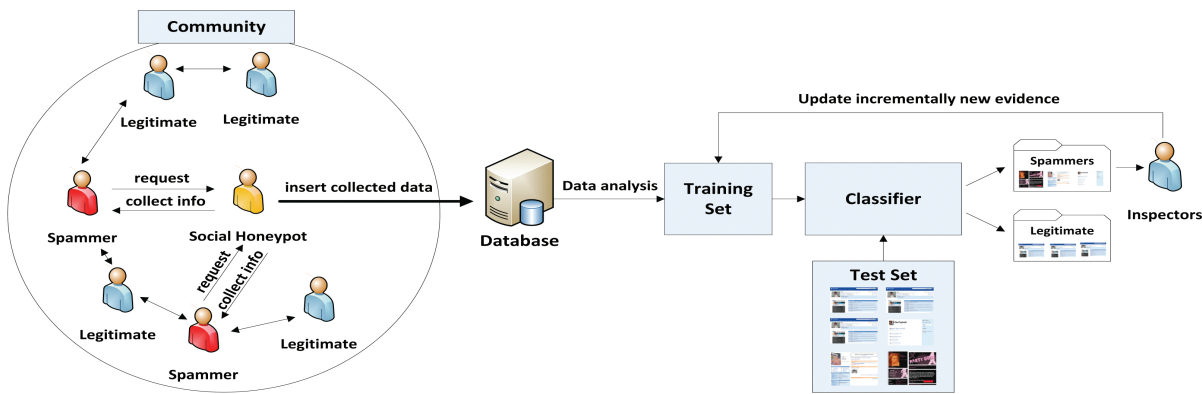 Community
Legitimate
Legitimate
request
collect info
Spammer
Social Honeypot
request
collect info
Legitimate
Legitimate
Spammer
insert collected data
Database
Data analysis
Update incrementally new evidence
Training
Set
Classifier
Spammers
Legitimate
Inspectors
Test Set